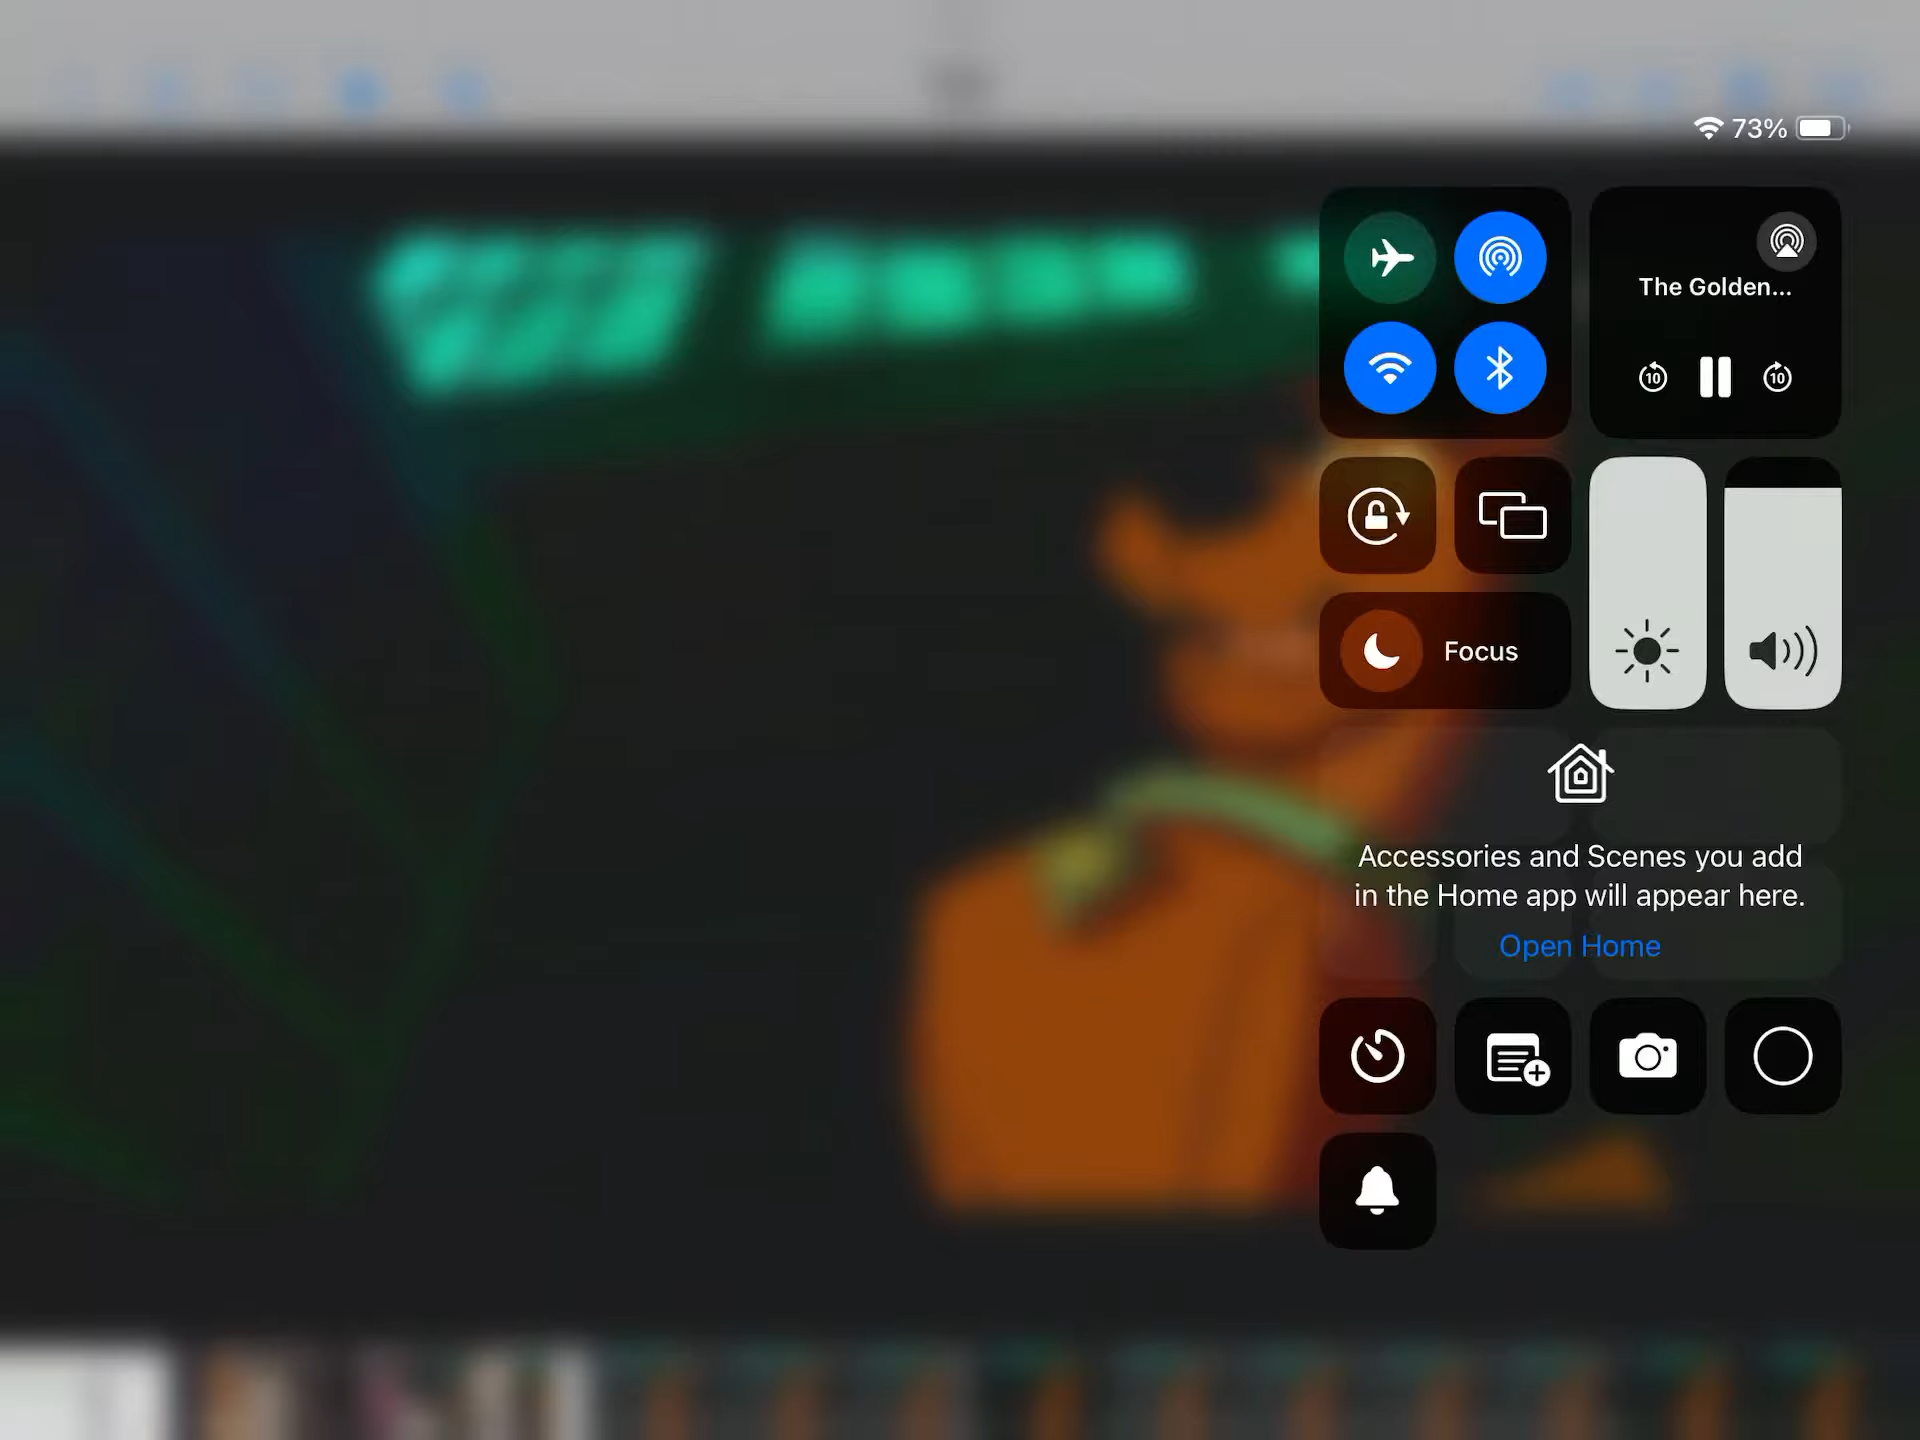 73%
The Golden...
10
10
Focus
Accessories and Scenes you add
in the Home app will appear here.
Open Home